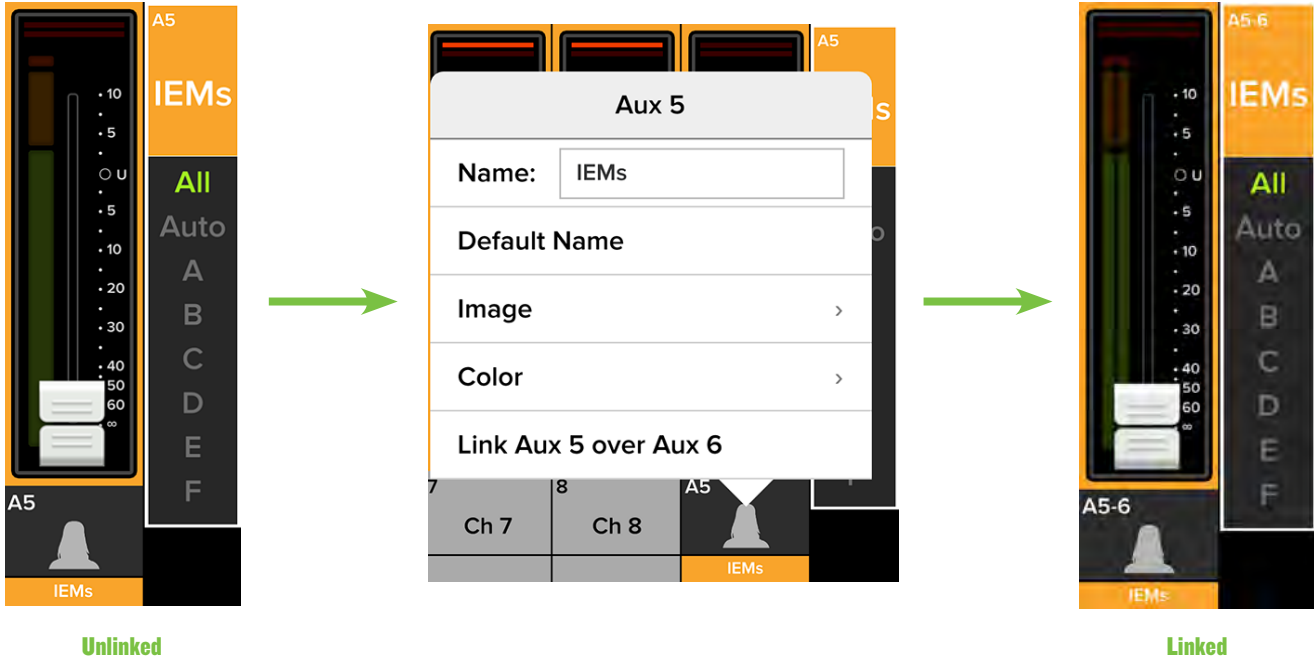 A5
IEMs
10
5
U
5
10
20
30
40
50
60
∞
All
Auto
A
B
C
D
E
F
A5
IEMs
Unlinked
A5
s
Aux 5
Name: IEMs
Default Name
Image ›
Color ›
Link Aux 5 over Aux 6
o
7
8
A5
Ch 7
Ch 8
IEMs
A5-6
IEMs
10
5
U
5
10
20
30
40
50
60
∞
All
Auto
A
B
C
D
E
F
A5-6
IEMs
Linked